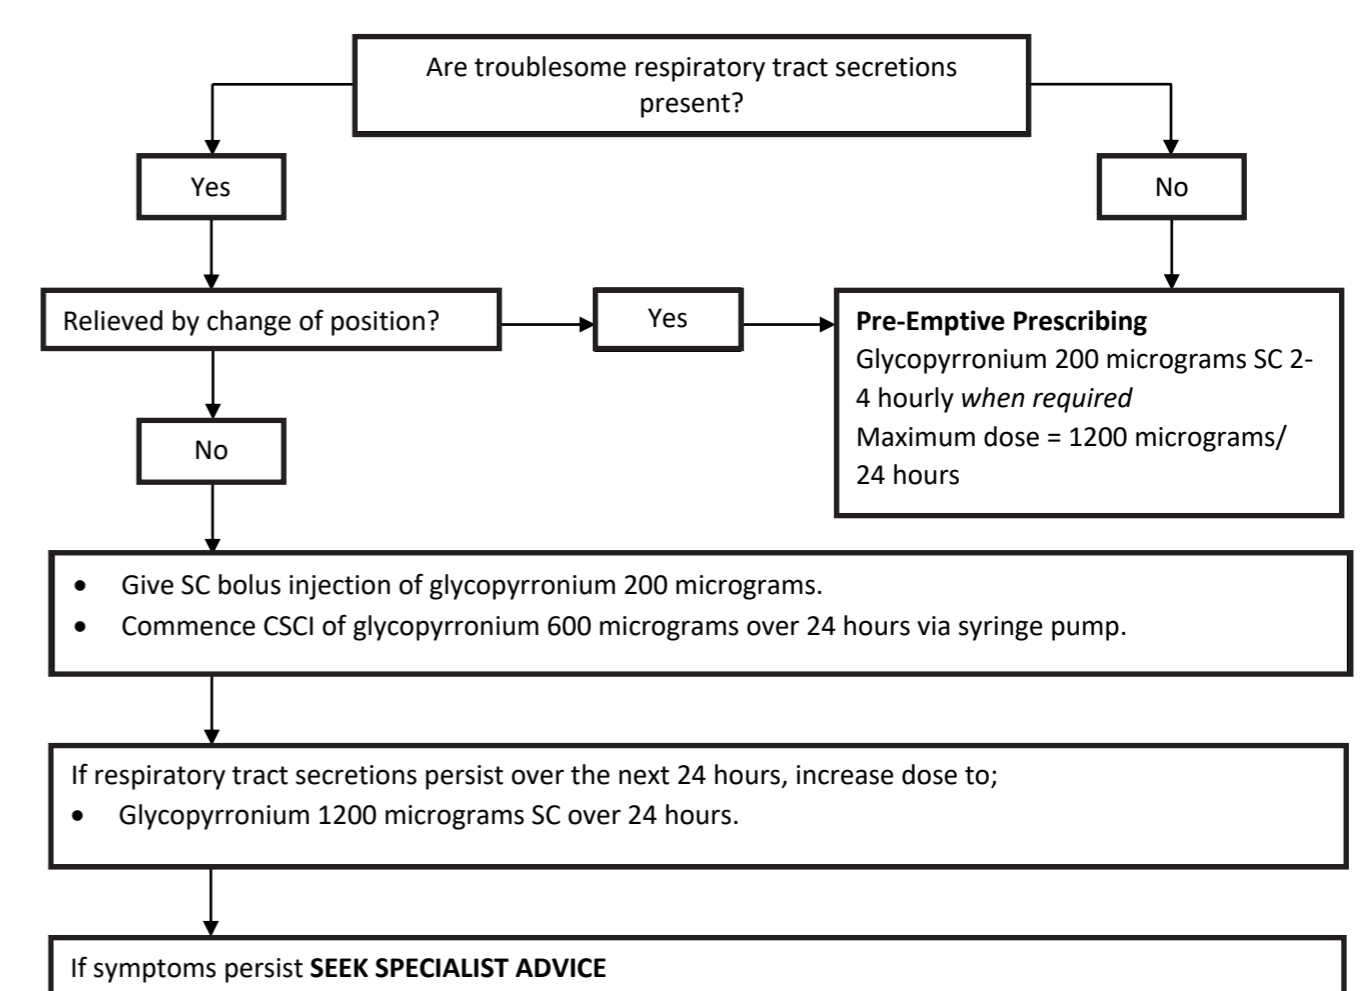 Are troublesome respiratory tract secretions
present?
Yes
No
Relieved by change of position?
Yes
Pre-Emptive Prescribing
Glycopyrronium 200 micrograms SC 2-
4 hourly when required
Maximum dose = 1200 micrograms/
24 hours
No
• Give SC bolus injection of glycopyrronium 200 micrograms.
• Commence CSCI of glycopyrronium 600 micrograms over 24 hours via syringe pump.
If respiratory tract secretions persist over the next 24 hours, increase dose to;
• Glycopyrronium 1200 micrograms SC over 24 hours.
If symptoms persist SEEK SPECIALIST ADVICE